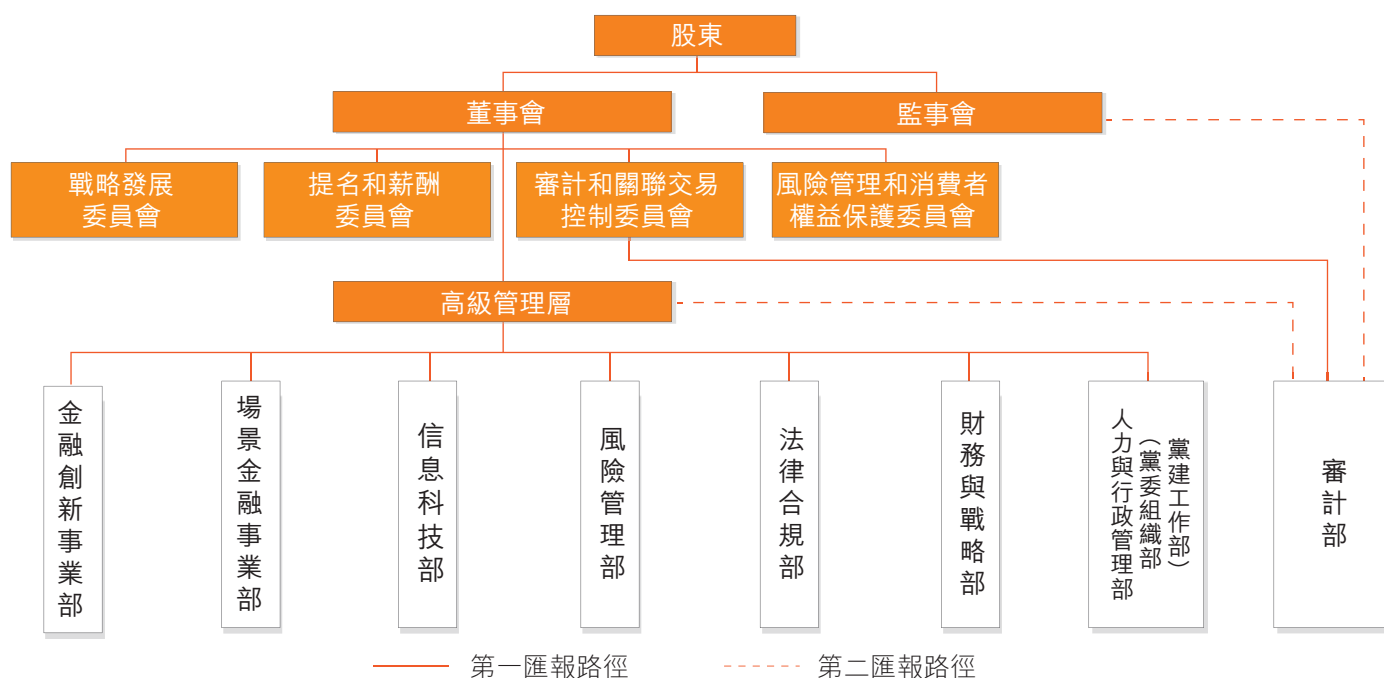 股東
董事會
監事會
戰略發展
委員會
提名和薪酬
委員會
審計和關聯交易
控制委員會
風險管理和消費者
權益保護委員會
高級管理層
金融創新事業部
場景金融事業部
信息科技部
風險管理部
法律合規部
財務與戰略部
人力與行政管理部
（黨委組織部
黨建工作部）
審計部
第一匯報路徑
第二匯報路徑